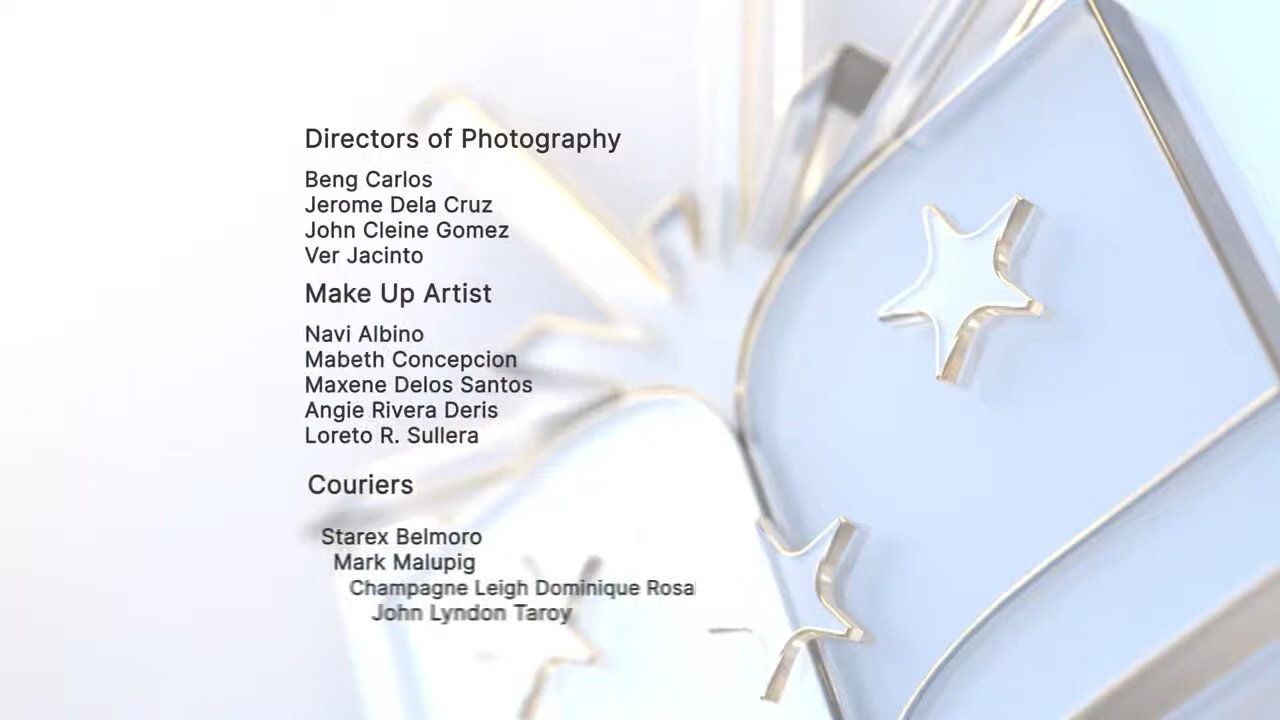 Directors of Photography
Beng Carlos
Jerome Dela Cruz
John Cleine Gomez
Ver Jacinto
Make Up Artist
Navi Albino
Mabeth Concepcion
Maxene Delos Santos
Angie Rivera Deris
Loreto R. Sullera
Couriers
Starex Belmoro
Mark Malupig
Champagne Leigh Dominique
John Lyndon Taroy